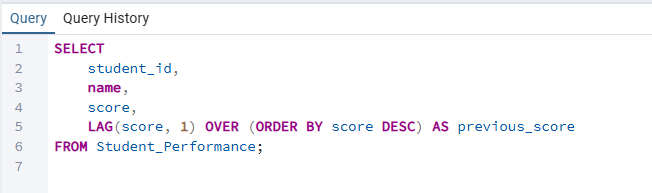 Query Query History
1 SELECT
2 student_id,
3 name,
4 score,
5 LAG(score, 1) OVER (ORDER BY score DESC) AS previous_score
6 FROM Student_Performance;
7